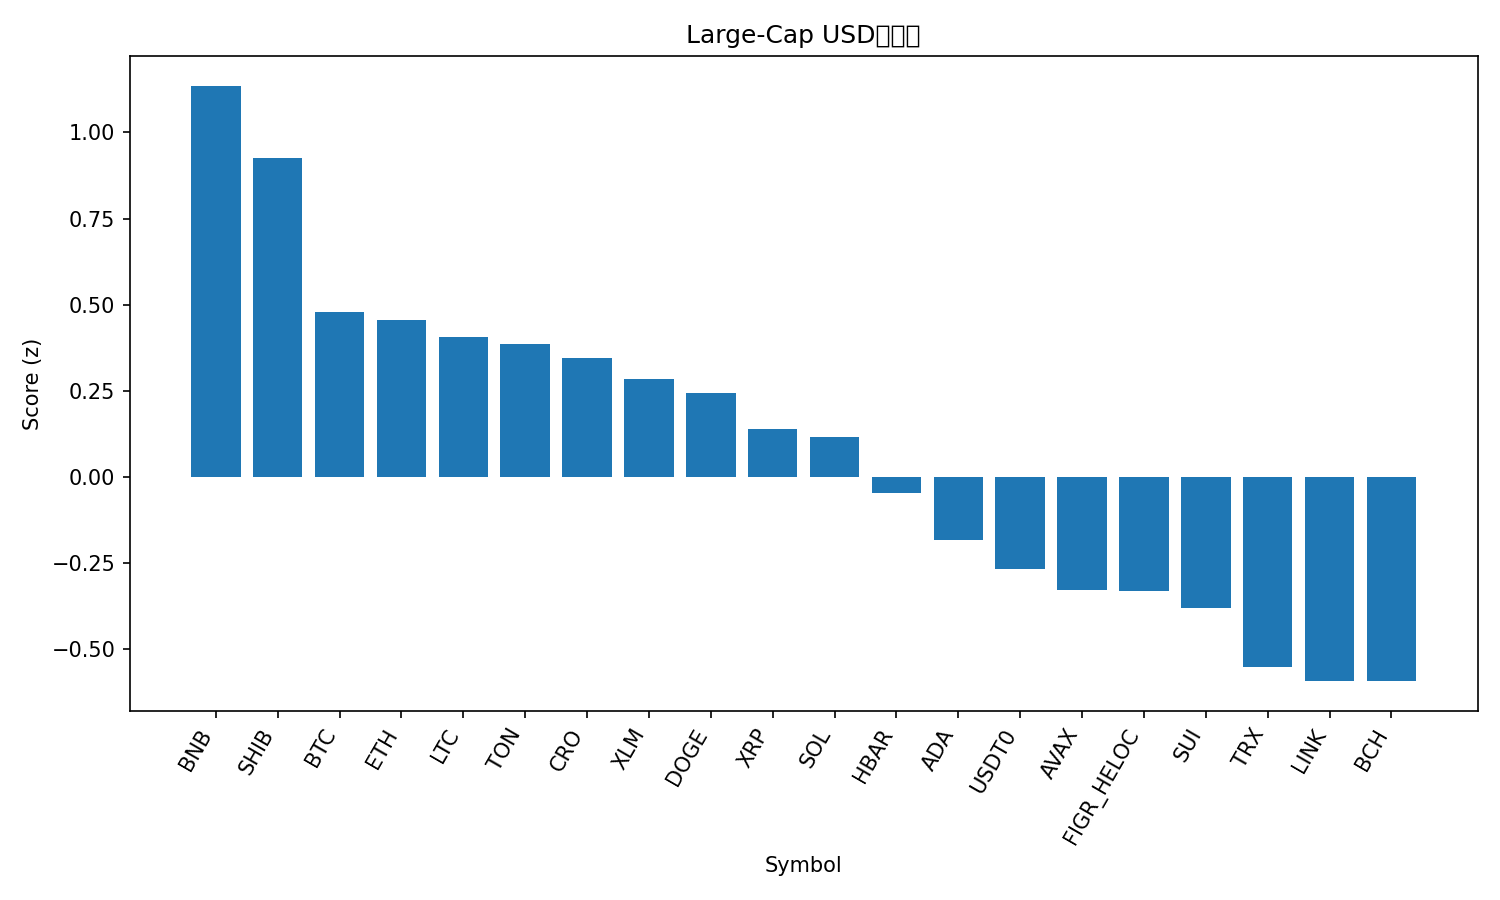 Large-Cap USD
Score (z)
1.00
0.75
0.50
0.25
0.00
−0.25
−0.50
BNB
SHIB
BTC
ETH
LTC
TON
CRO
XLM
DOGE
XRP
SOL
HBAR
ADA
USDT0
AVAX
FIGR_HELOC
SUI
TRX
LINK
BCH
Symbol